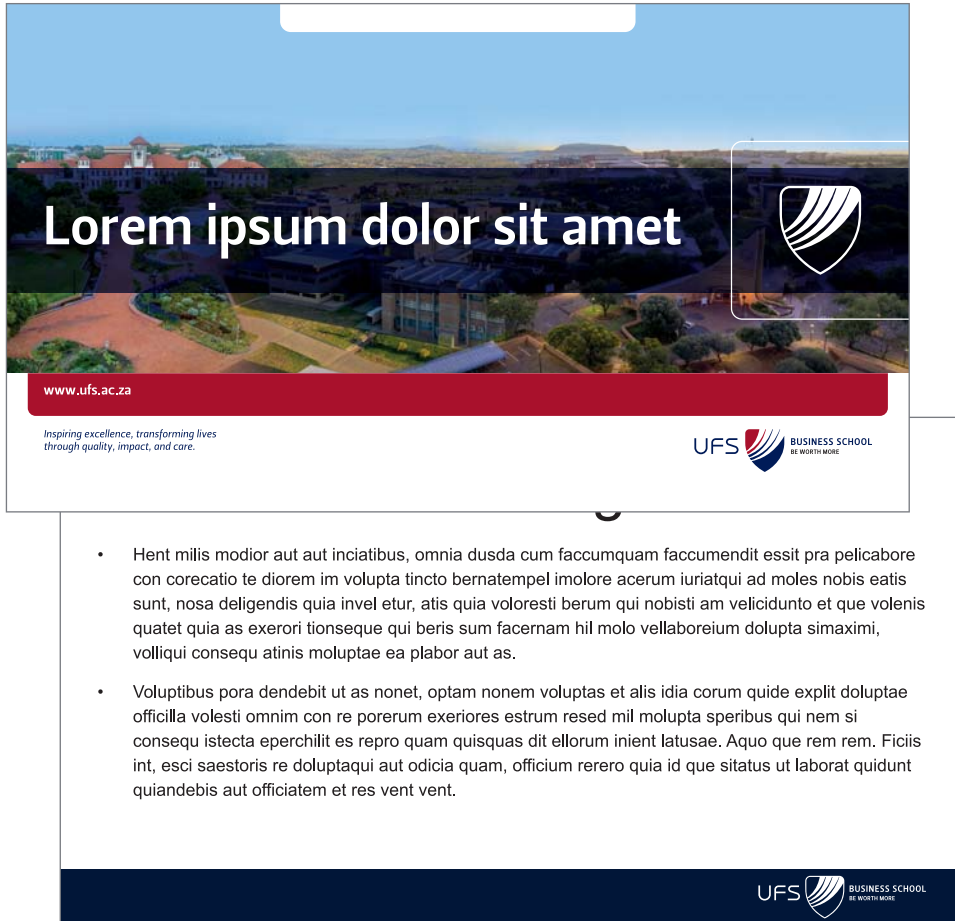 Lorem ipsum dolor sit amet
www.ufs.ac.za
Inspiring excellence, transforming lives
through quality, impact, and care.
UFS BUSINESS SCHOOL
BE WORTH MORE
• Hent milis modior aut aut inciatibus, omnia dusda cum faccumquam faccumendit essit pra pelicabore
con corecatio te diorem im volupta tincto bernatempel imolore acerum iuriatqui ad moles nobis eatis
sunt, nosa deligendis quia invel etur, atis quia voloresti berum qui nobisti am velicidunto et que volenis
quatet quia as exerori tionseque qui beris sum facernam hil molo vellaboreium dolupta simaximi,
volliqui consequ atinis moluptae ea plabor aut as.
• Voluptibus pora dendebit ut as nonet, optam nonem voluptas et alis idia corum quide explit doluptae
officilla volesti omnim con re porerum exeriores estrum resed mil molupta speribus qui nem si
consequ istecta eperchilit es repro quam quisquas dit ellorum inient latusae. Aquo que rem rem. Ficiis
int, esci saestoris re doluptaqui aut odicia quam, officium rerero quia id que sitatus ut laborat quidunt
quiandebis aut officiatem et res vent vent.
UFS BUSINESS SCHOOL
BE WORTH MORE